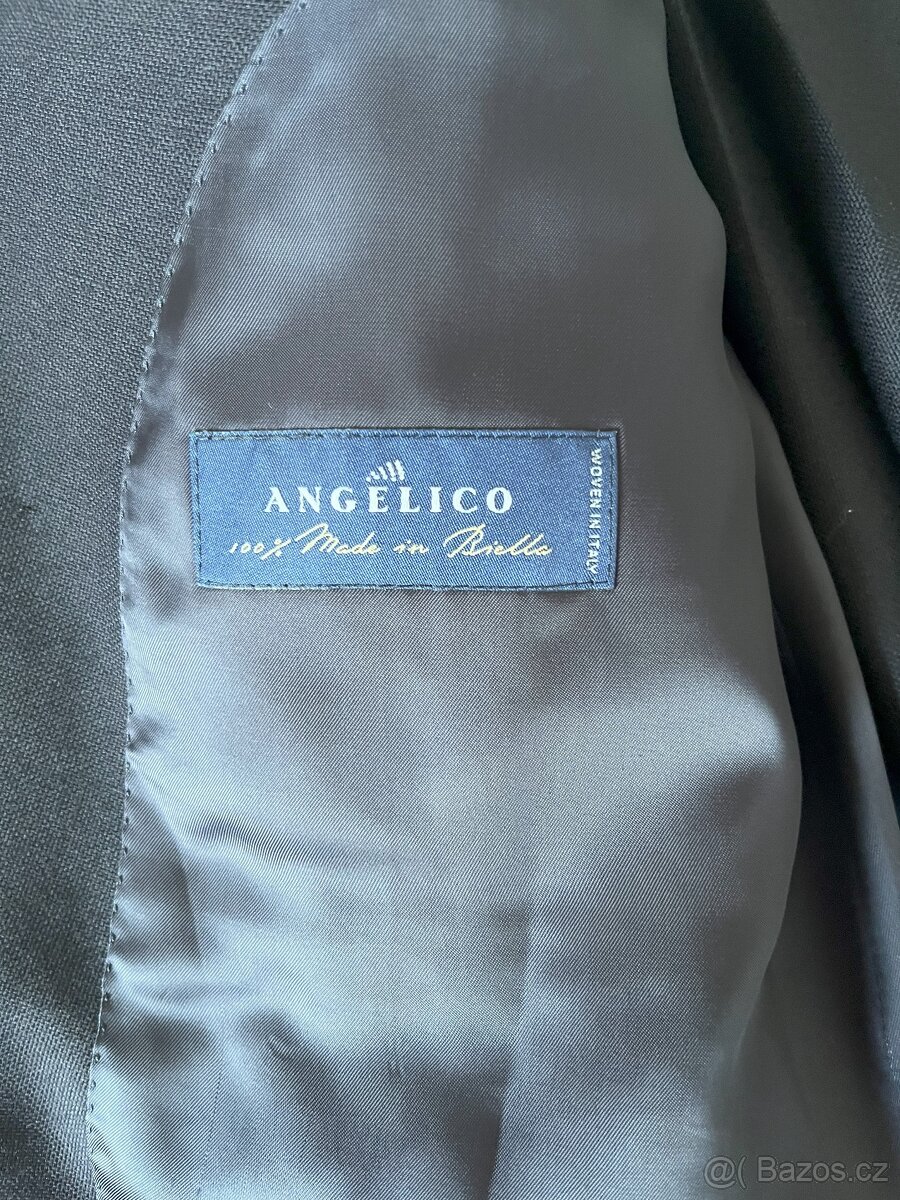 ANGELICO
100% Made in Biella
WOVEN IN ITALY
@( Bazos.cz